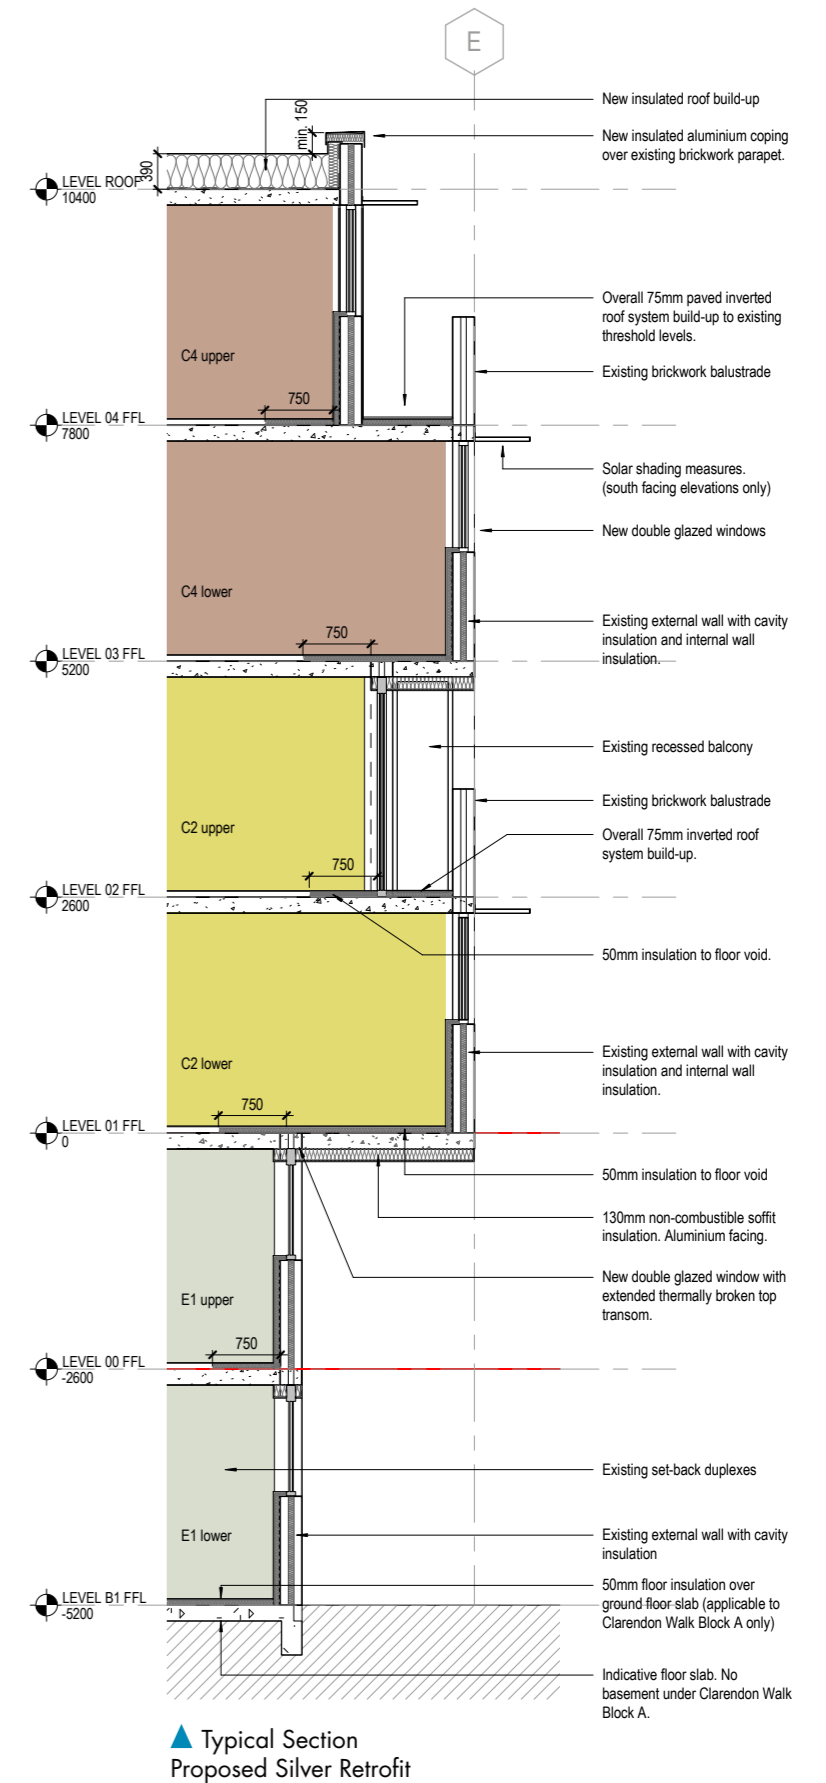 E
New insulated roof build-up
min. 150
New insulated aluminium coping
over existing brickwork parapet.
390
LEVEL ROOF
10400
Overall 75mm paved inverted
roof system build-up to existing
threshold levels.
C4 upper
Existing brickwork balustrade
750
LEVEL 04 FFL
7800
Solar shading measures.
(south facing elevations only)
New double glazed windows
C4 lower
Existing external wall with cavity
insulation and internal wall
insulation.
750
LEVEL 03 FFL
5200
Existing recessed balcony
Existing brickwork balustrade
C2 upper
Overall 75mm inverted roof
system build-up.
750
LEVEL 02 FFL
2600
50mm insulation to floor void.
C2 lower
Existing external wall with cavity
insulation and internal wall
insulation.
750
LEVEL 01 FFL
0
50mm insulation to floor void
130mm non-combustible soffit
insulation. Aluminium facing.
New double glazed window with
extended thermally broken top
transom.
E1 upper
750
LEVEL 00 FFL
-2600
Existing set-back duplexes
E1 lower
Existing external wall with cavity
insulation
50mm floor insulation over
ground floor slab (applicable to
Clarendon Walk Block A only)
LEVEL B1 FFL
-5200
Indicative floor slab. No
basement under Clarendon Walk
Block A.
Typical Section
Proposed Silver Retrofit